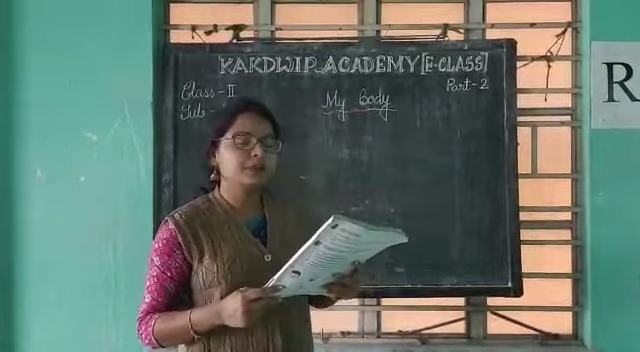 KAKDWIP ACADEMY [E-CLASS]
Class - II
Sub -
My Body
Part - 2
R